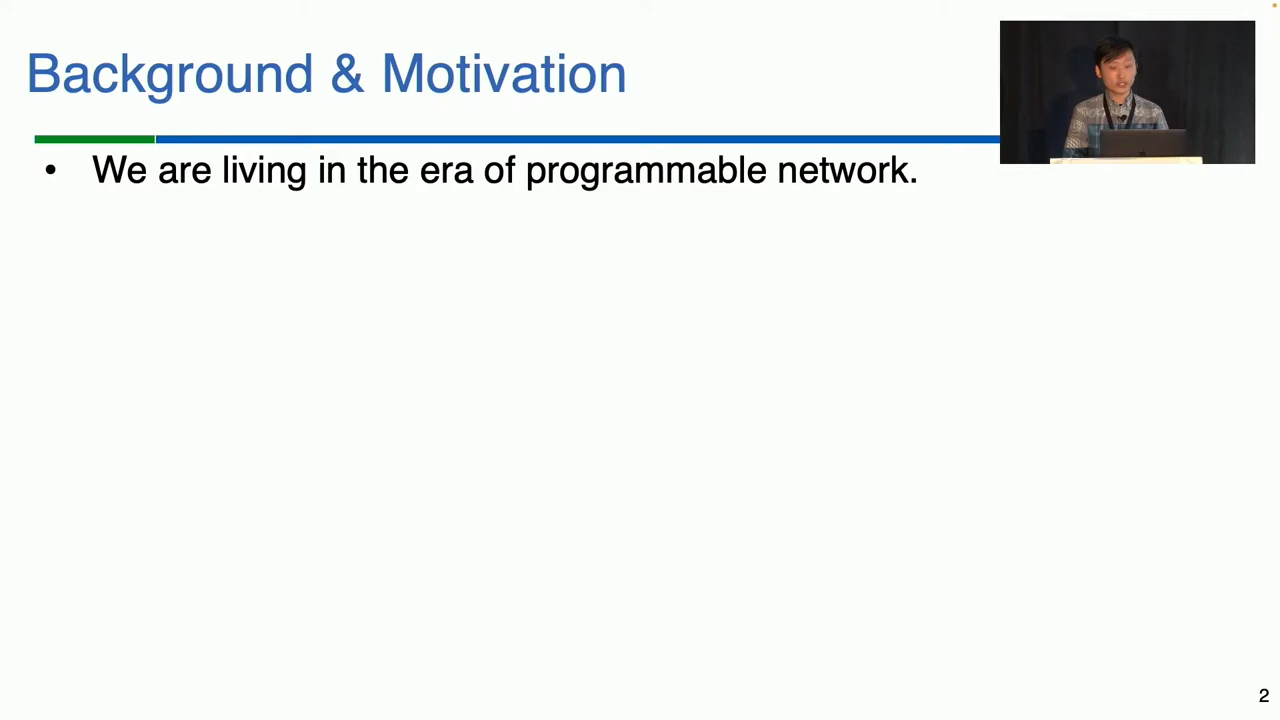 Background & Motivation
• We are living in the era of programmable network.
2